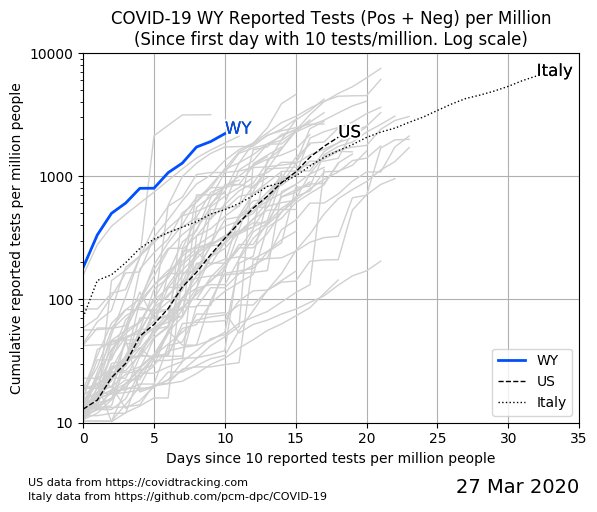 COVID-19 WY Reported Tests (Pos + Neg) per Million
(Since first day with 10 tests/million. Log scale)
Cumulative reported tests per million people
10000
1000
100
10
WY
US
Italy
WY
US
Italy
0 5 10 15 20 25 30 35
Days since 10 reported tests per million people
US data from https://covidtracking.com
Italy data from https://github.com/pcm-dpc/COVID-19
27 Mar 2020